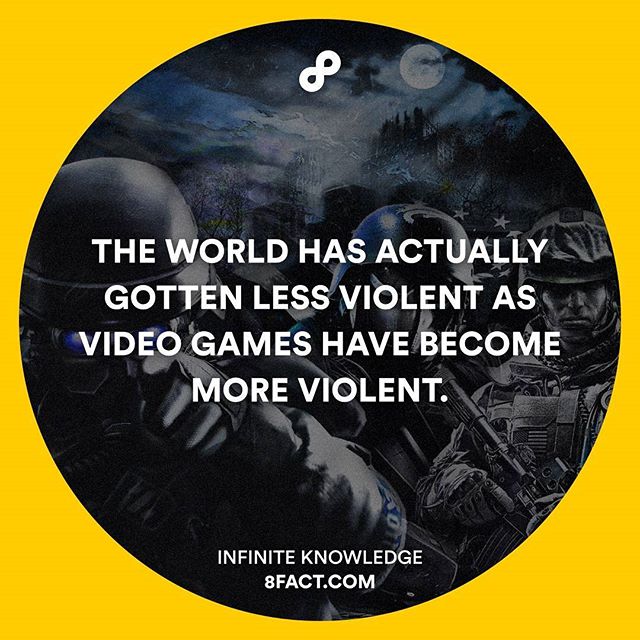 THE WORLD HAS ACTUALLY
GOTTEN LESS VIOLENT AS
VIDEO GAMES HAVE BECOME
MORE VIOLENT.
INFINITE KNOWLEDGE
8FACT.COM